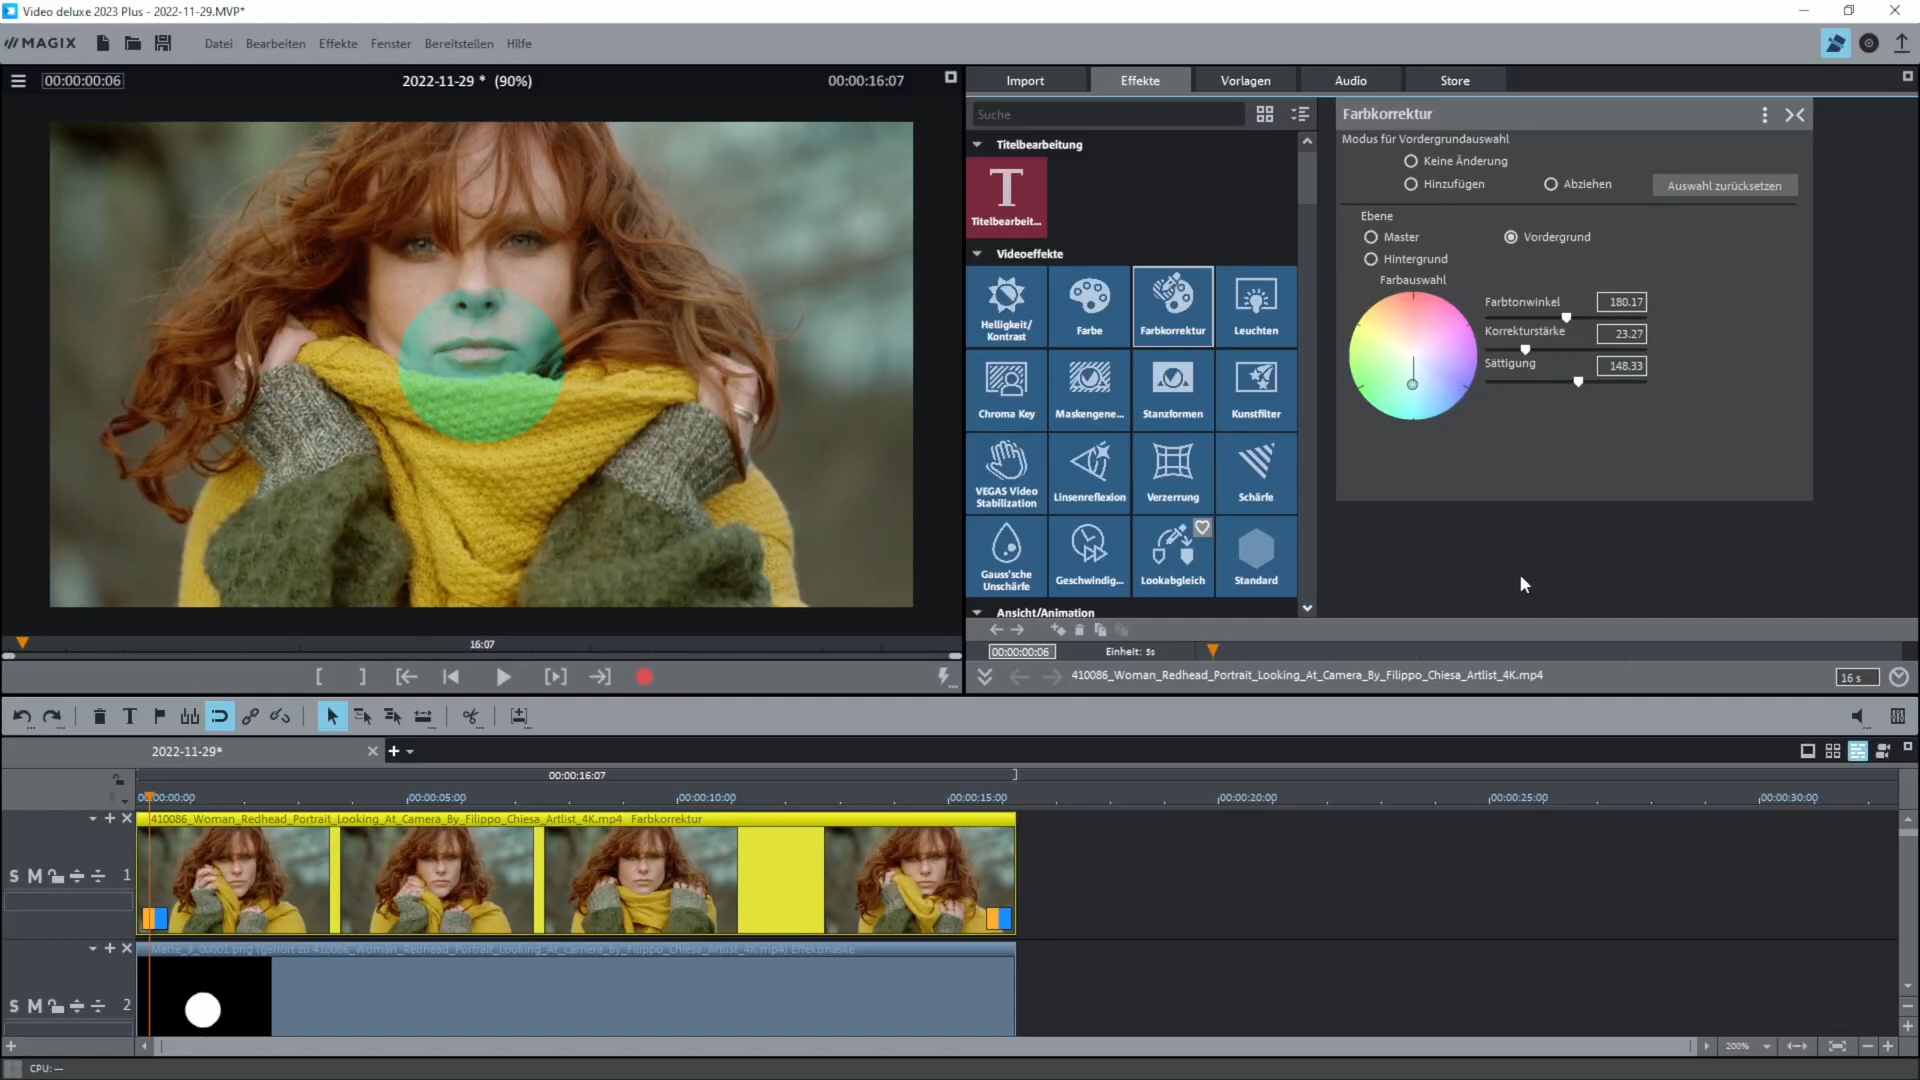 Video deluxe 2023 Plus - 2022-11-29.MVP*
MAGIX
Datei Bearbeiten Effekte Fenster Bereitstellen Hilfe
00:00:00:06
2022-11-29 * (90%)
00:00:16:07
Import
Effekte
Vorlagen
Audio
Store
Suche
Titelbearbeitung
T
Titelbearbeit...
Videoeffekte
Helligkeit/
Kontrast
Farbe
Farbkorrektur
Leuchten
Chroma Key
Maskengene...
Stanzformen
Kunstfilter
VEGAS Video
Stabilization
Linsenreflexion
Verzerrung
Schärfe
Gauss'sche
Unschärfe
Geschwindig...
Lookabgleich
Standard
Ansicht/Animation
Farbkorrektur
Modus für Vordergrundauswahl
Keine Änderung
Hinzufügen
Abziehen
Auswahl zurücksetzen
Ebene
Master
Vordergrund
Hintergrund
Farbauswahl
Farbtonwinkel 180.17
Korrekturstärke 23.27
Sättigung 148.33
16:07
00:00:00:06
Einheit: 5s
410086_Woman_Redhead_Portrait_Looking_At_Camera_By_Filippo_Chiesa_Artlist_4K.mp4
16 s
2022-11-29*
00:00:16:07
00:00:00:00 00:00:05:00 00:00:10:00 00:00:15:00 00:00:20:00 00:00:25:00 00:00:30:00
410086_Woman_Redhead_Portrait_Looking_At_Camera_By_Filippo_Chiesa_Artlist_4K.mp4 Farbkorrektur
S M 1
Matte_9_00001.png (gehört zu 410086_Woman_Redhead_Portrait_Looking_At_Camera_By_Filippo_Chiesa_Artlist_4K.mp4) Effektmaske
S M 2
200%
CPU: —